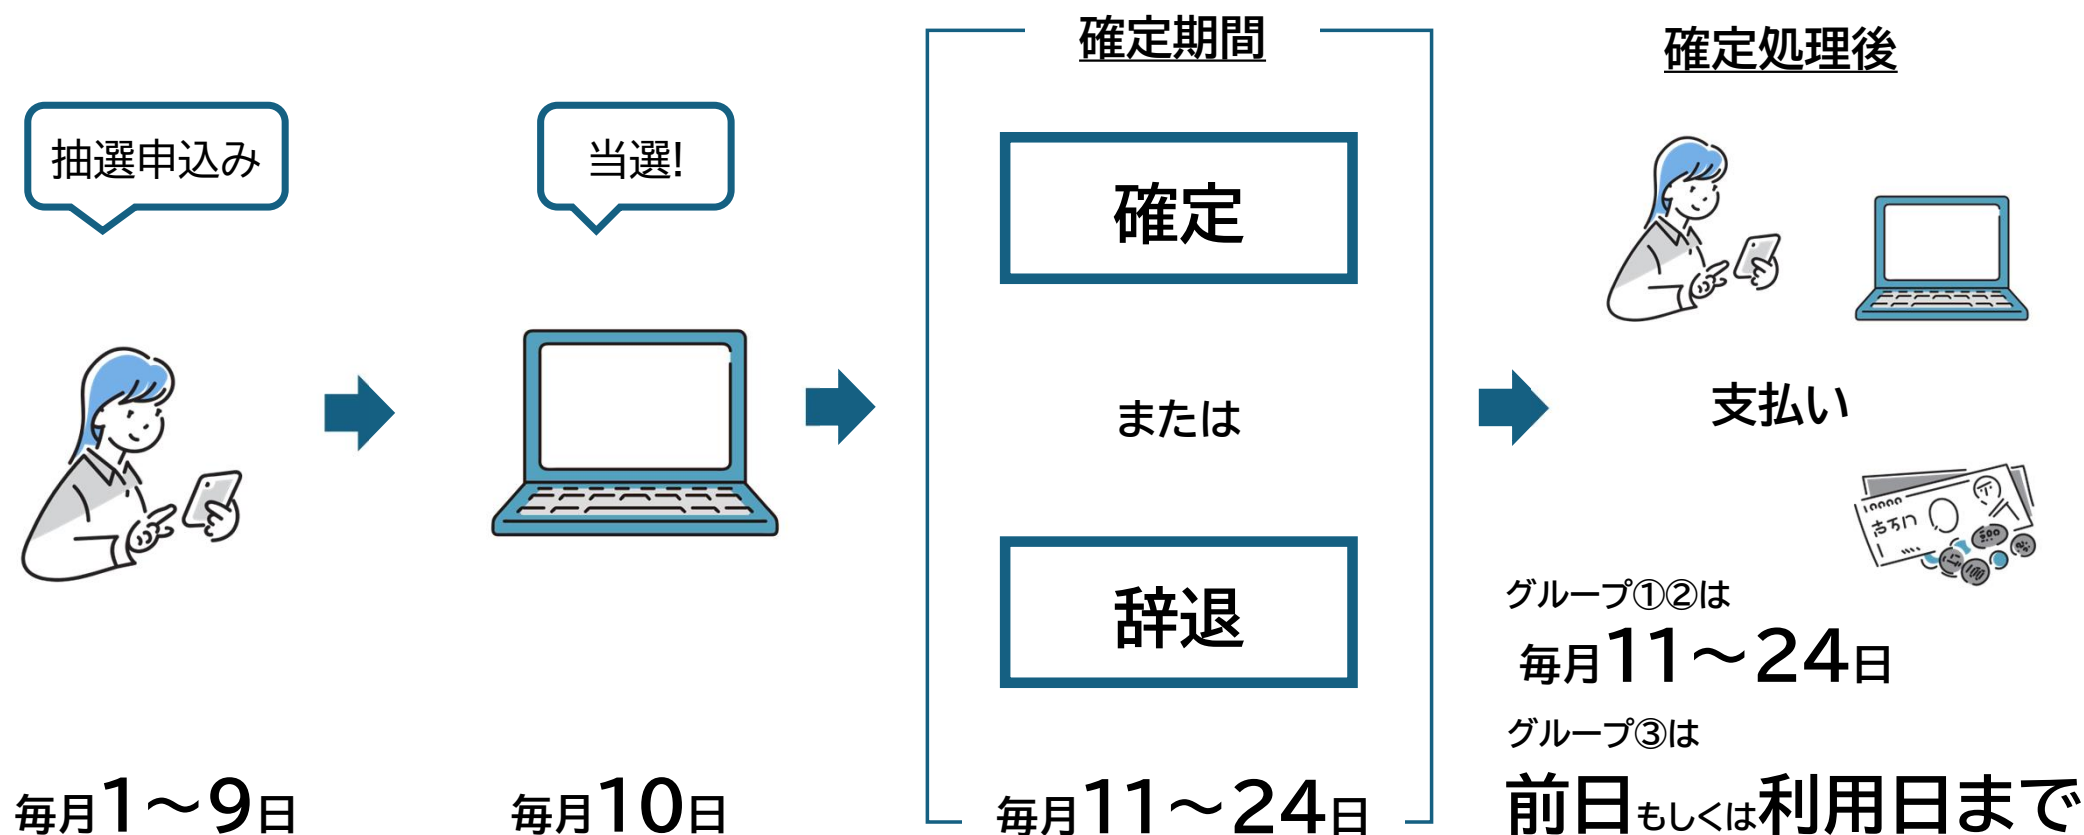 抽選申込み
毎月1～9日
当選!
毎月10日
確定期間
確定
または
辞退
毎月11～24日
確定処理後
支払い
10000
グループ①②は
毎月11～24日
グループ③は
前日もしくは利用日まで